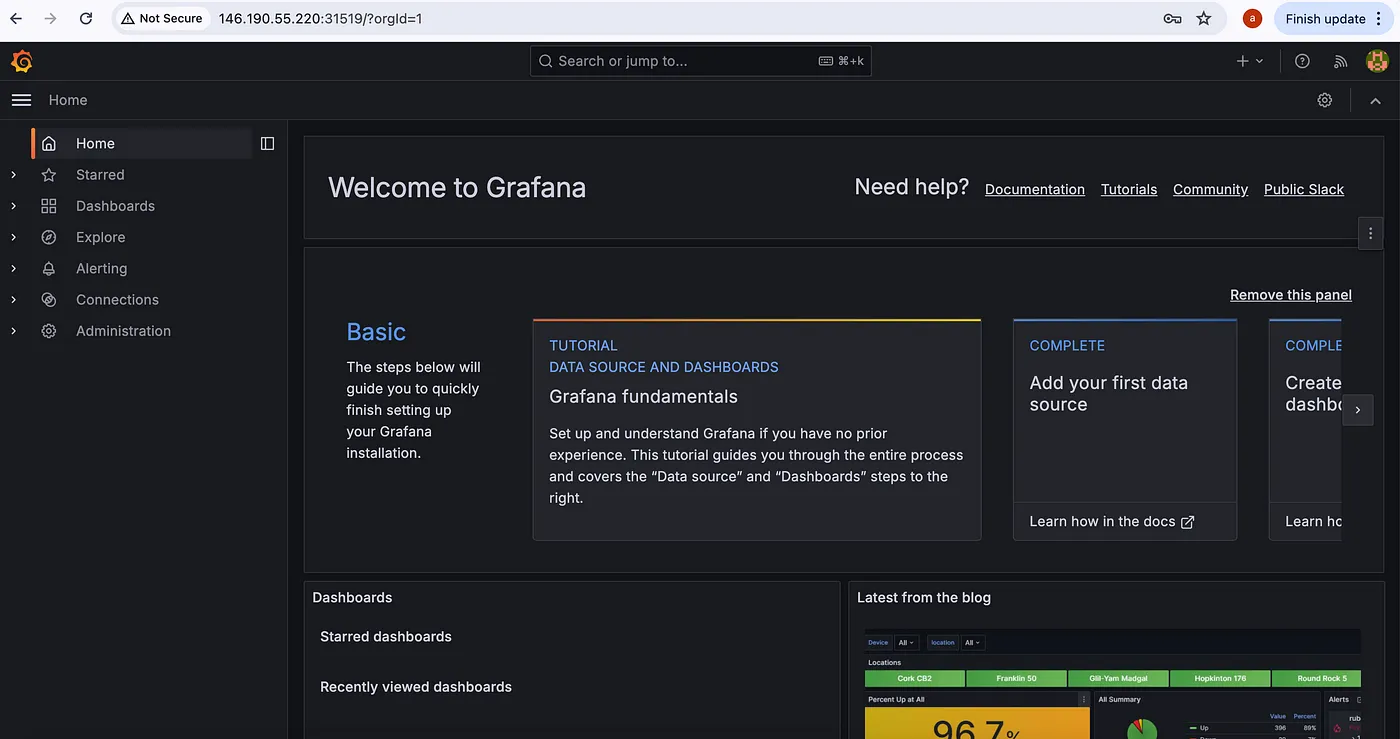 Not Secure 146.190.55.220:31519/?orgId=1 a Finish update
Search or jump to... ⌘+k
Home
Home
Starred
Dashboards
Explore
Alerting
Connections
Administration
Welcome to Grafana
Need help? Documentation Tutorials Community Public Slack
Remove this panel
Basic
The steps below will
guide you to quickly
finish setting up
your Grafana
installation.
TUTORIAL
DATA SOURCE AND DASHBOARDS
Grafana fundamentals
Set up and understand Grafana if you have no prior
experience. This tutorial guides you through the entire process
and covers the “Data source” and “Dashboards” steps to the
right.
COMPLETE
Add your first data
source
Learn how in the docs
COMPLE
Create
dashbo
Learn ho
Dashboards
Starred dashboards
Recently viewed dashboards
Latest from the blog
Device All location All
Locations
Cork CB2 Franklin 50 Glil-Yam Madgal Hopkinton 176 Round Rock 5
Percent Up at All All Summary Alerts
96.7%
Value Percent
Up 396 89%
rub